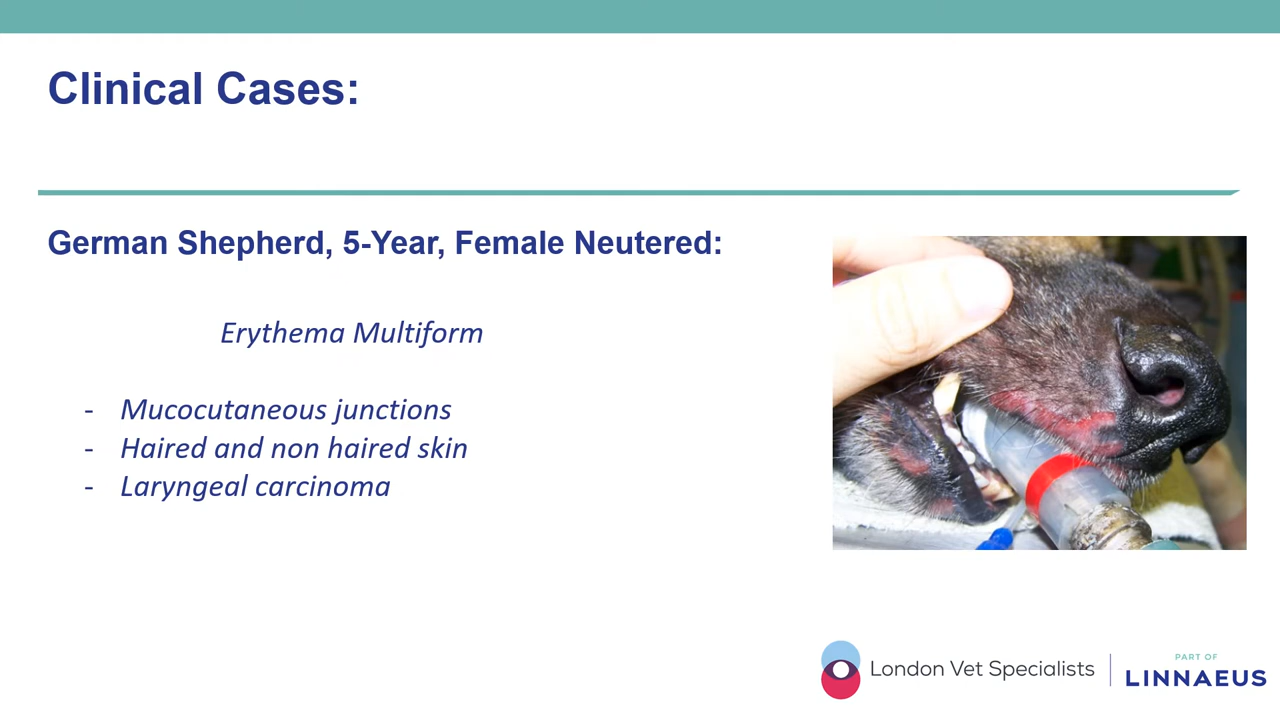 Clinical Cases:
German Shepherd, 5-Year, Female Neutered:
Erythema Multiform
- Mucocutaneous junctions
- Haired and non haired skin
- Laryngeal carcinoma
London Vet Specialists
PART OF
LINNAEUS